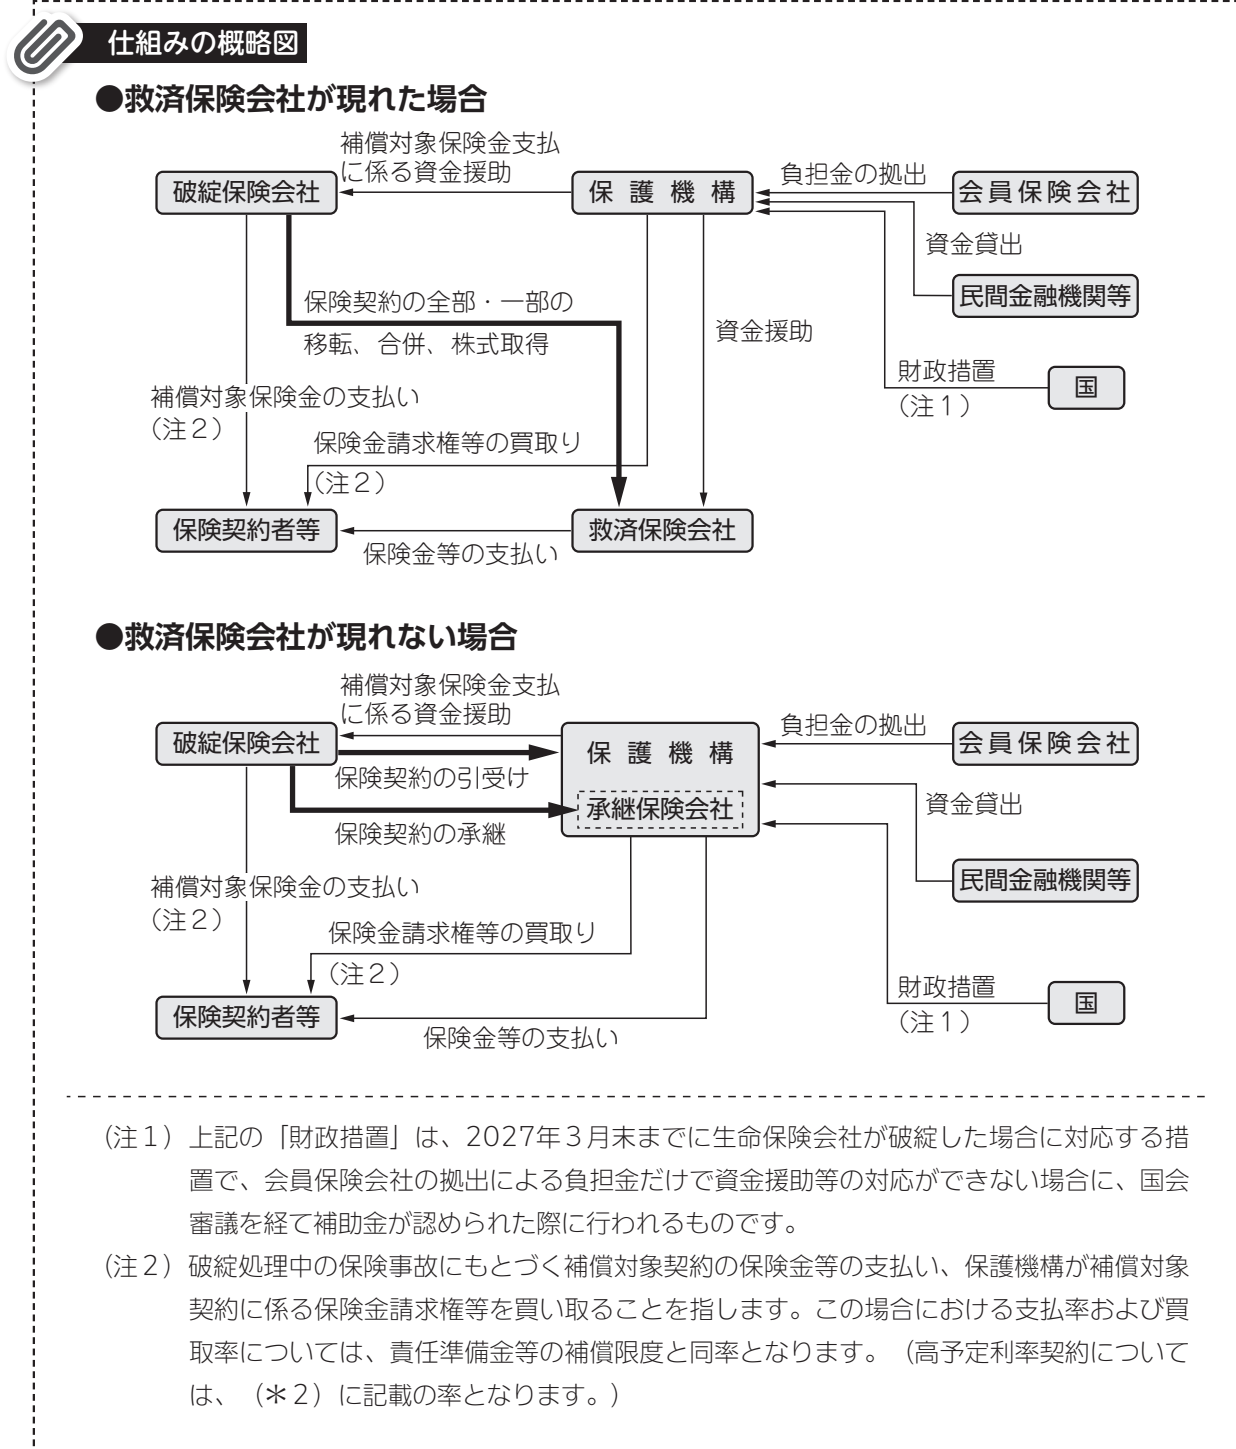 仕組みの概略図
●救済保険会社が現れた場合
補償対象保険金支払
に係る資金援助
破綻保険会社
保護機構
負担金の拠出
会員保険会社
資金貸出
民間金融機関等
保険契約の全部・一部の
移転、合併、株式取得
資金援助
財政措置
（注１）
国
補償対象保険金の支払い
（注２）
保険金請求権等の買取り
（注２）
保険契約者等
救済保険会社
保険金等の支払い
●救済保険会社が現れない場合
補償対象保険金支払
に係る資金援助
破綻保険会社
保護機構
負担金の拠出
会員保険会社
保険契約の引受け
承継保険会社
資金貸出
保険契約の承継
民間金融機関等
補償対象保険金の支払い
（注２）
保険金請求権等の買取り
（注２）
財政措置
（注１）
国
保険契約者等
保険金等の支払い
（注１）上記の「財政措置」は、2027年３月末までに生命保険会社が破綻した場合に対応する措
置で、会員保険会社の拠出による負担金だけで資金援助等の対応ができない場合に、国会
審議を経て補助金が認められた際に行われるものです。
（注２）破綻処理中の保険事故にもとづく補償対象契約の保険金等の支払い、保護機構が補償対象
契約に係る保険金請求権等を買い取ることを指します。この場合における支払率および買
取率については、責任準備金等の補償限度と同率となります。（高予定利率契約について
は、（＊２）に記載の率となります。）